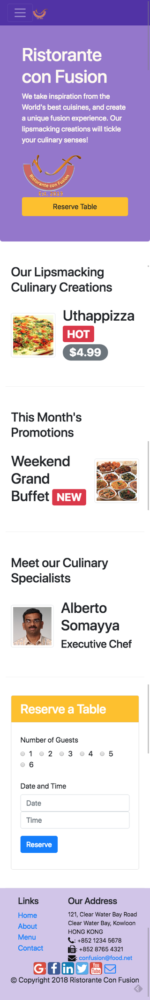 Ristorante
con Fusion
We take inspiration from the
World's best cuisines, and create
a unique fusion experience. Our
lipsmacking creations will tickle
your culinary senses!
Ristorante con Fusion
Est. 2019
Reserve Table
Our Lipsmacking
Culinary Creations
Uthappizza
HOT
$4.99
This Month's
Promotions
Weekend
Grand
Buffet NEW
Meet our Culinary
Specialists
Alberto
Somayya
Executive Chef
Reserve a Table
Number of Guests
1 2 3 4 5
6
Date and Time
Date
Time
Reserve
Links
Home
About
Menu
Contact
Our Address
121, Clear Water Bay Road
Clear Water Bay, Kowloon
HONG KONG
: +852 1234 5678
: +852 8765 4321
: confusion@food.net
G+ f in You Tube
© Copyright 2018 Ristorante Con Fusion